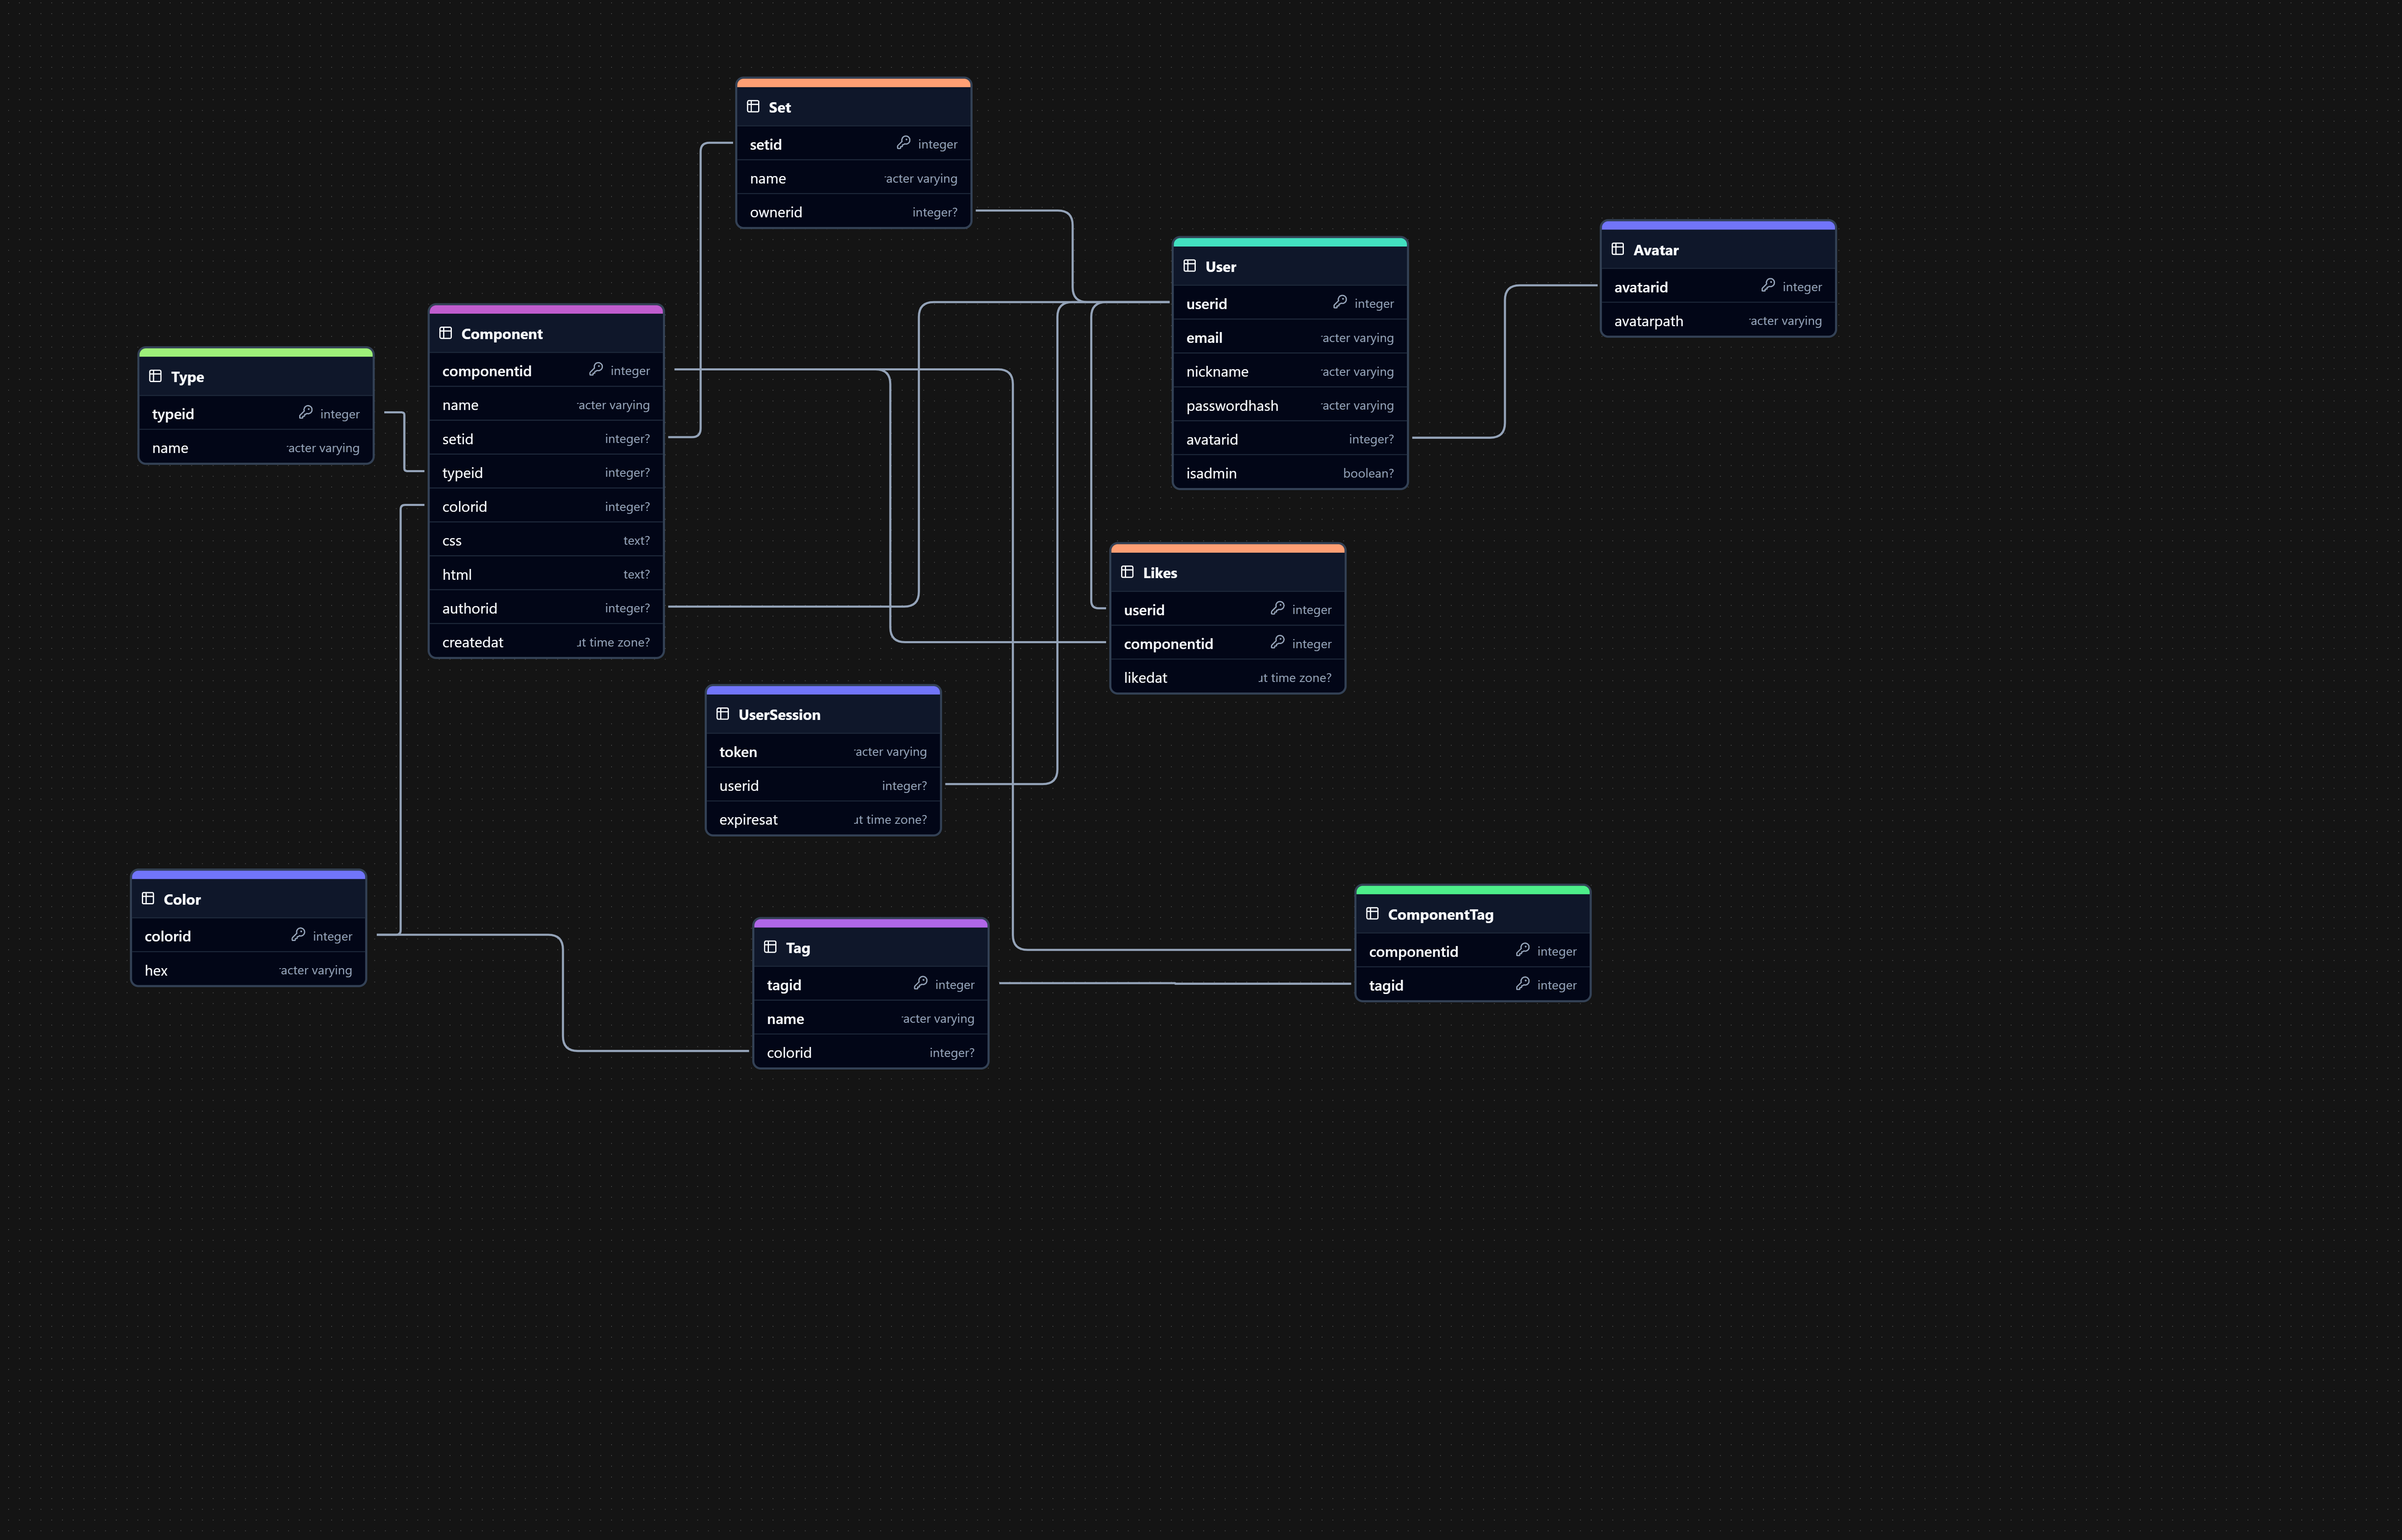 Set
setid integer
name acter varying
ownerid integer?
User
userid integer
email acter varying
nickname acter varying
passwordhash acter varying
avatarid integer?
isadmin boolean?
Avatar
avatarid integer
avatarpath acter varying
Component
componentid integer
name acter varying
setid integer?
typeid integer?
colorid integer?
css text?
html text?
authorid integer?
createdat ut time zone?
Type
typeid integer
name acter varying
Likes
userid integer
componentid integer
likedat ut time zone?
UserSession
token acter varying
userid integer?
expiresat ut time zone?
Color
colorid integer
hex acter varying
Tag
tagid integer
name acter varying
colorid integer?
ComponentTag
componentid integer
tagid integer